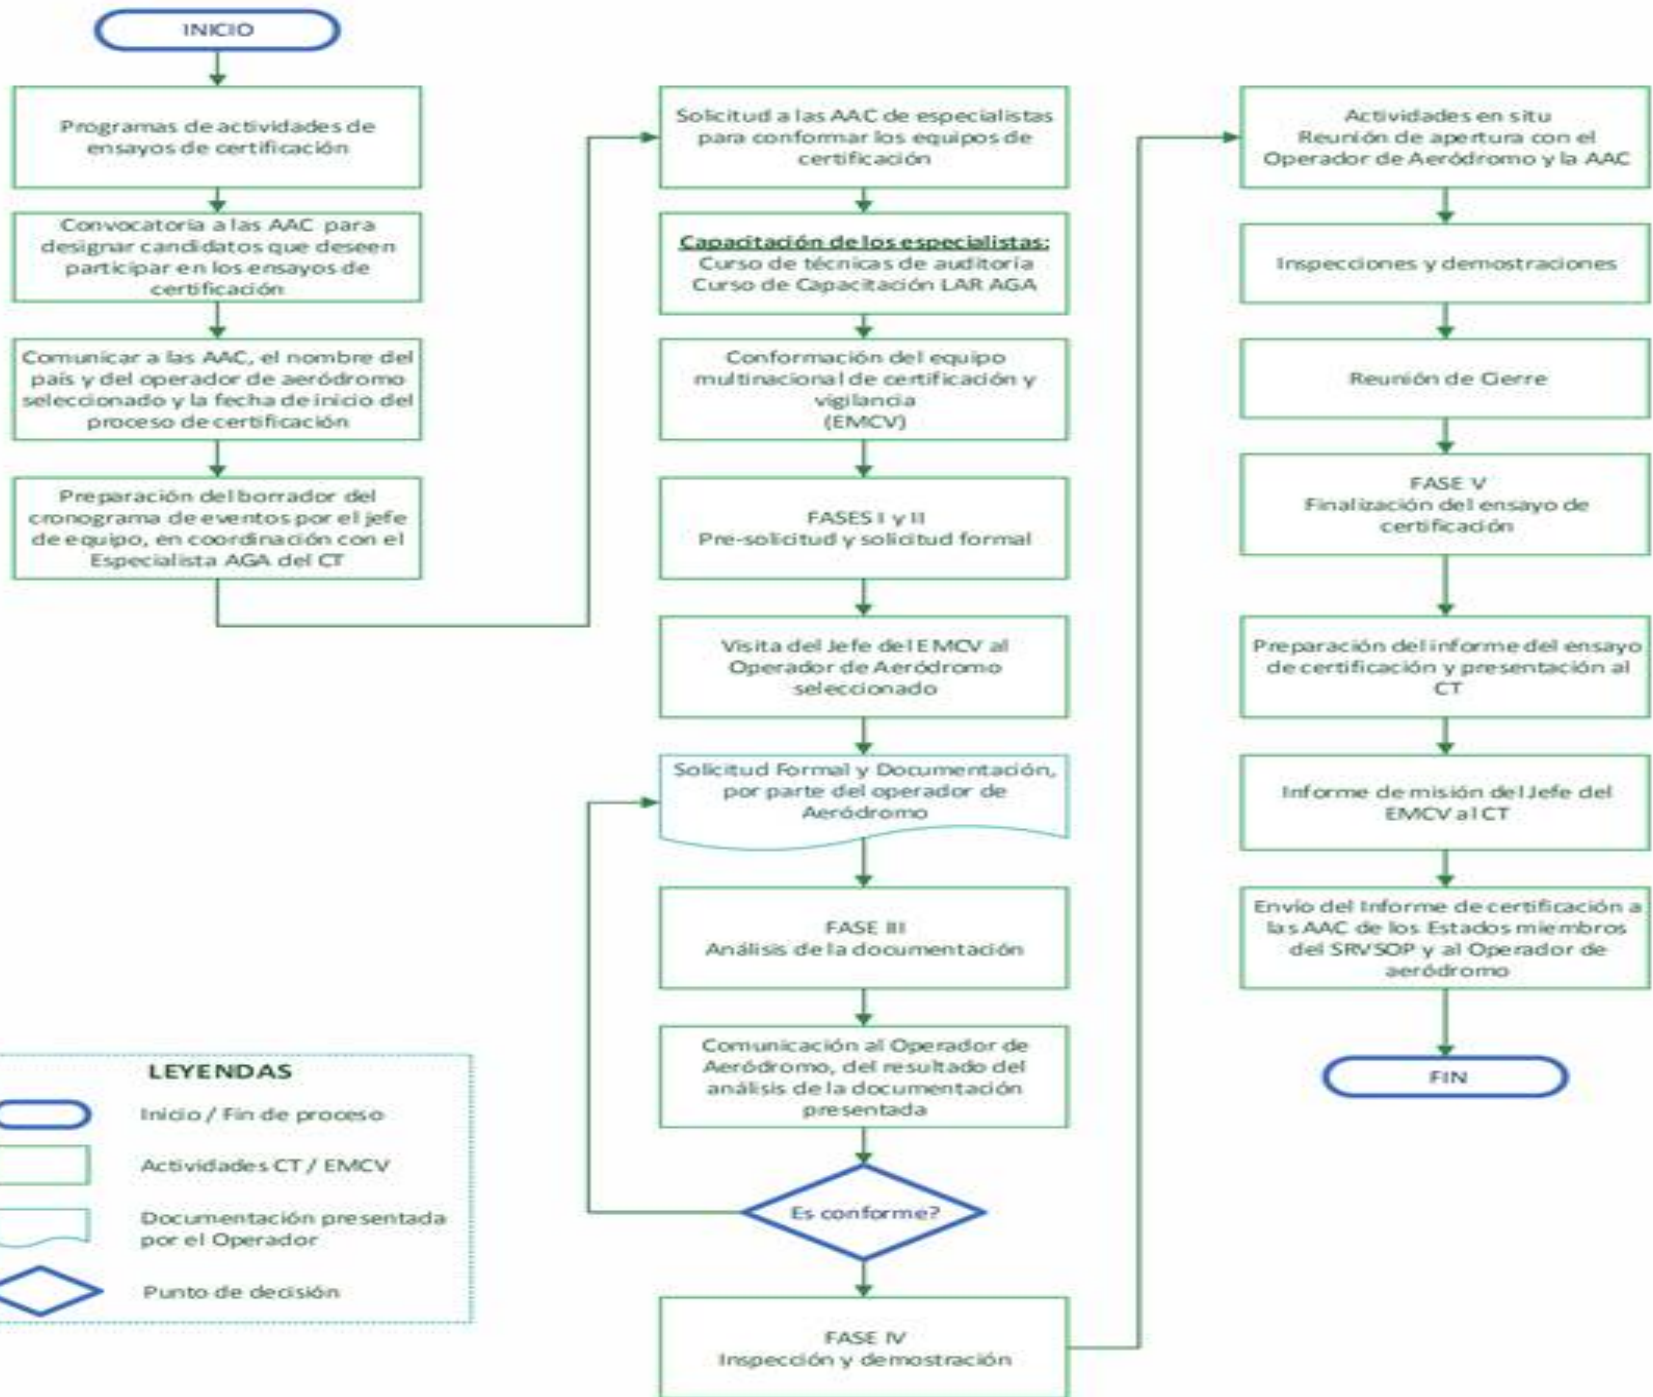 INICIO
Programas de actividades de
ensayos de certificación
Convocatoria a las AAC para
designar candidatos que deseen
participar en los ensayos de
certificación
Comunicar a las AAC, el nombre del
país y del operador de aeródromo
seleccionado y la fecha de inicio del
proceso de certificación
Preparación del borrador del
cronograma de eventos por el jefe
de equipo, en coordinación con el
Especialista AGA del CT
Solicitud a las AAC de especialistas
para conformar los equipos de
certificación
Capacitación de los especialistas:
Curso de técnicas de auditoría
Curso de Capacitación LAR AGA
Conformación del equipo
multinacional de certificación y
vigilancia
(EMCV)
FASES I y II
Pre-solicitud y solicitud formal
Visita del Jefe del EMCV al
Operador de Aeródromo
seleccionado
Solicitud Formal y Documentación,
por parte del operador de
Aeródromo
FASE III
Análisis de la documentación
Comunicación al Operador de
Aeródromo, del resultado del
análisis de la documentación
presentada
Es conforme?
FASE IV
Inspección y demostración
Actividades en situ
Reunión de apertura con el
Operador de Aeródromo y la AAC
Inspecciones y demostraciones
Reunión de Cierre
FASE V
Finalización del ensayo de
certificación
Preparación del informe del ensayo
de certificación y presentación al
CT
Informe de misión del Jefe del
EMCV al CT
Envío del Informe de certificación a
las AAC de los Estados miembros
del SRVSOP y al Operador de
aeródromo
FIN
LEYENDAS
Inicio / Fin de proceso
Actividades CT / EMCV
Documentación presentada
por el Operador
Punto de decisión